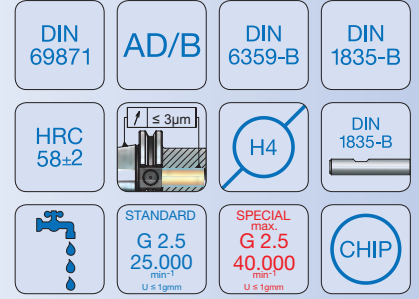 DIN
69871
AD/B
DIN
6359-B
DIN
1835-B
HRC
58±2
≤ 3µm
H4
DIN
1835-B
STANDARD
G 2.5
25.000
min-1
U ≤ 1gmm
SPECIAL
max.
G 2.5
40.000
min-1
U ≤ 1gmm
CHIP